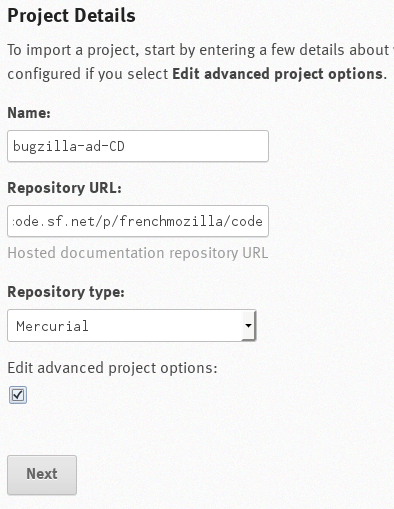 Project Details
To import a project, start by entering a few details about
configured if you select Edit advanced project options.
Name:
bugzilla-ad-CD
Repository URL:
ode.sf.net/p/frenchmozilla/code
Hosted documentation repository URL
Repository type:
Mercurial
Edit advanced project options:
Next